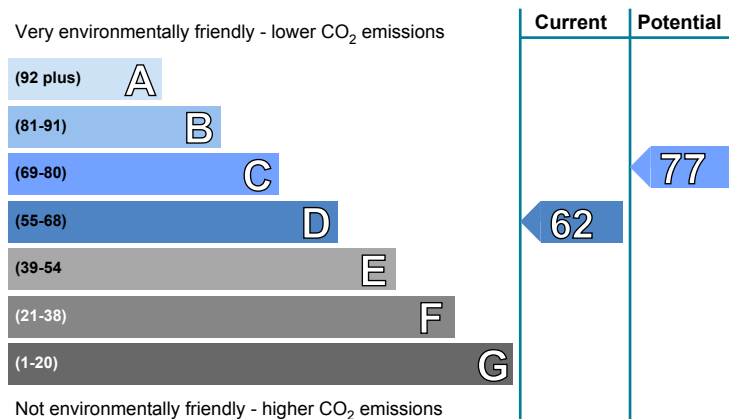 Very environmentally friendly - lower CO₂ emissions
Current
Potential
(92 plus) A
(81-91) B
(69-80) C
77
(55-68) D
62
(39-54 E
(21-38) F
(1-20) G
Not environmentally friendly - higher CO₂ emissions